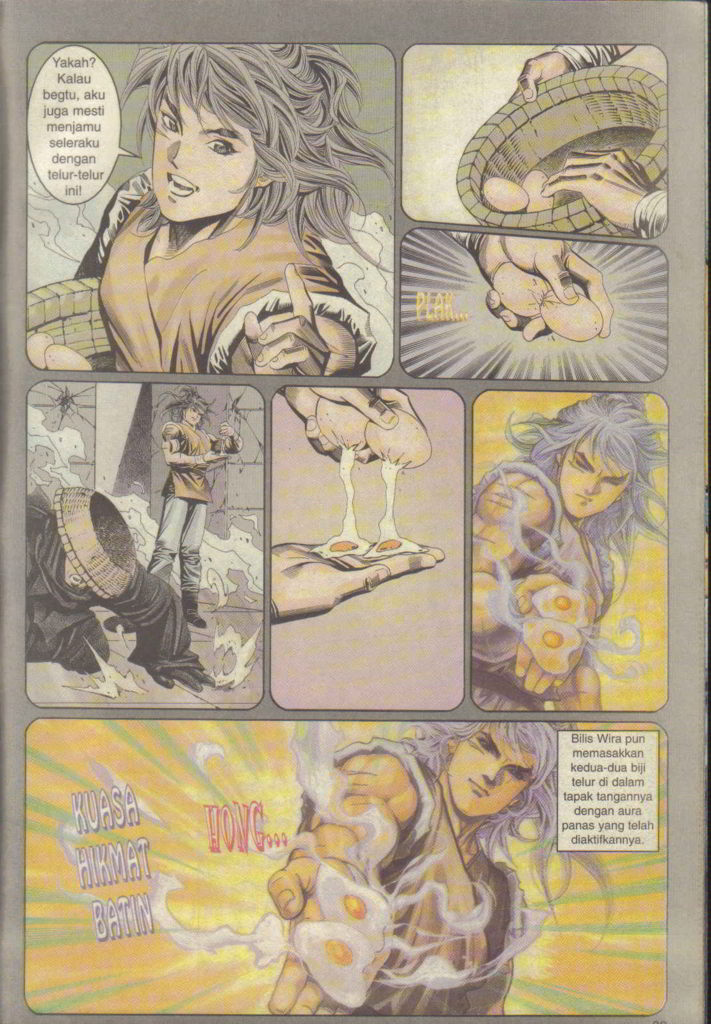 Yakah?
Kalau
begtu, aku
juga mesti
menjamu
seleraku
dengan
telur-telur
ini!
PLAK...
KUASA
HIKMAT
BATIN
HONG...
Bilis Wira pun
memasakkan
kedua-dua biji
telur di dalam
tapak tangannya
dengan aura
panas yang telah
diaktifkannya.